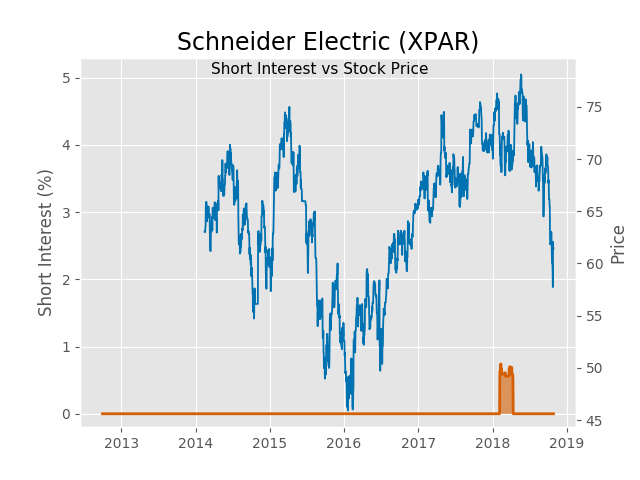 Schneider Electric (XPAR)
Short Interest vs Stock Price
Short Interest (%)
5
4
3
2
1
0
75
70
65
60
55
50
45
Price
2013 2014 2015 2016 2017 2018 2019